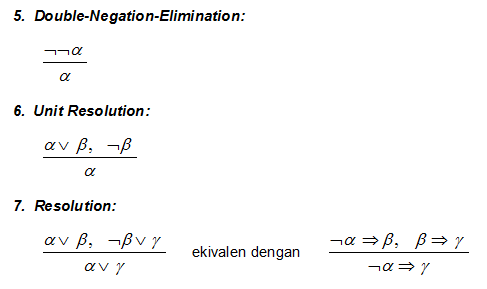 5. Double-Negation-Elimination:
¬¬α
α
6. Unit Resolution:
α∨ β, ¬β
α
7. Resolution:
α∨ β, ¬β∨ γ
α∨ γ
ekivalen dengan
¬α ⇒ β, β ⇒ γ
¬α ⇒ γ